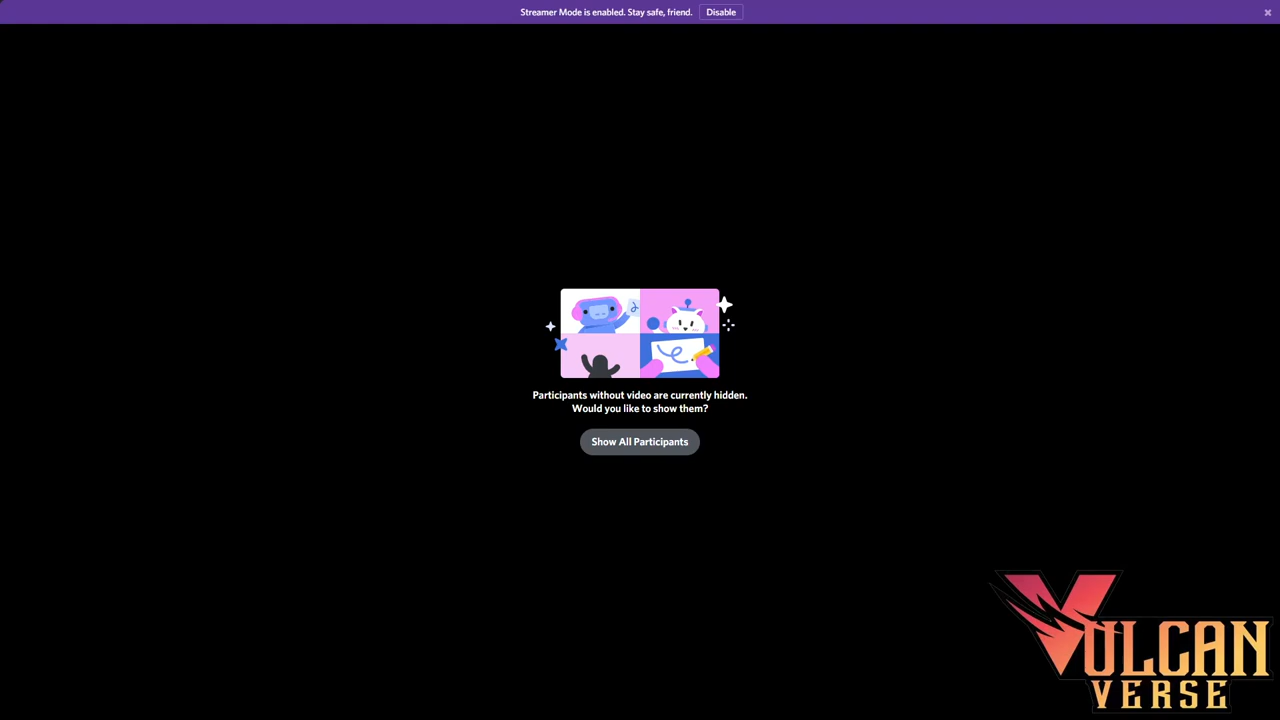 Streamer Mode is enabled. Stay safe, friend. Disable
Participants without video are currently hidden.
Would you like to show them?
Show All Participants
VULCAN
VERSE